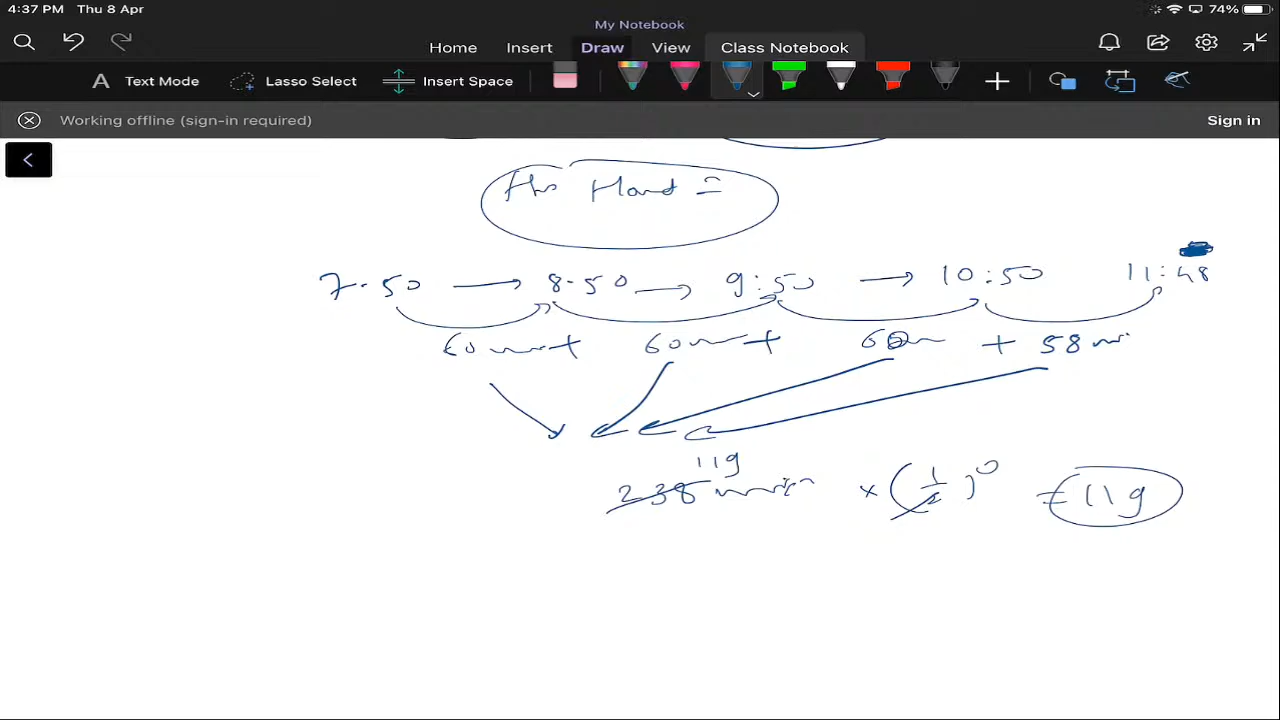 4:37 PM Thu 8 Apr 74%
My Notebook
Home Insert Draw View Class Notebook
Text Mode Lasso Select Insert Space
Working offline (sign-in required) Sign in
Hand =
7.50 → 8.50 → 9:50 → 10:50 11:48
60 min + 60 min + 60 + 58 min
119
238 min × (1/2)° = 119